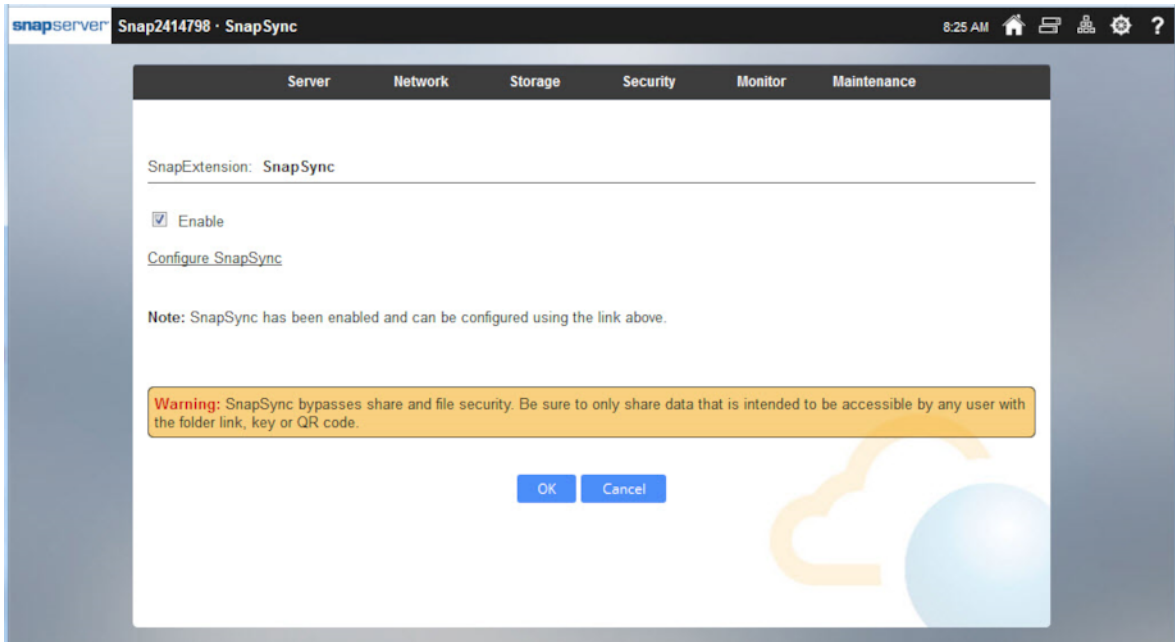 snapserver Snap2414798 · SnapSync 8:25 AM ?
Server Network Storage Security Monitor Maintenance
SnapExtension: SnapSync
Enable
Configure SnapSync
Note: SnapSync has been enabled and can be configured using the link above.
Warning: SnapSync bypasses share and file security. Be sure to only share data that is intended to be accessible by any user with
the folder link, key or QR code.
OK Cancel